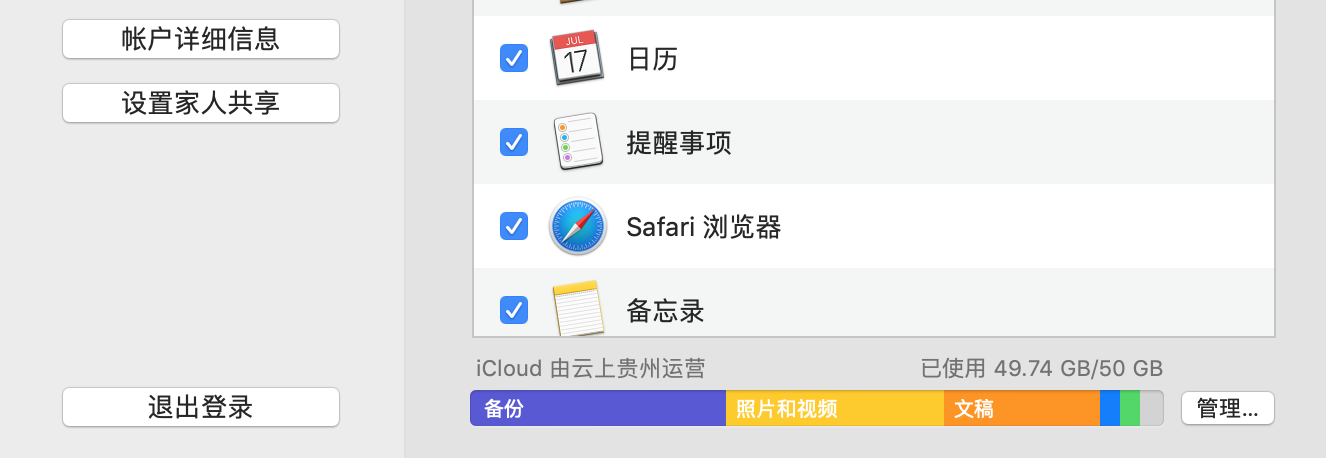 帐户详细信息
设置家人共享
退出登录
JUL
17
日历
提醒事项
Safari 浏览器
备忘录
iCloud 由云上贵州运营
已使用 49.74 GB/50 GB
备份
照片和视频
文稿
管理...